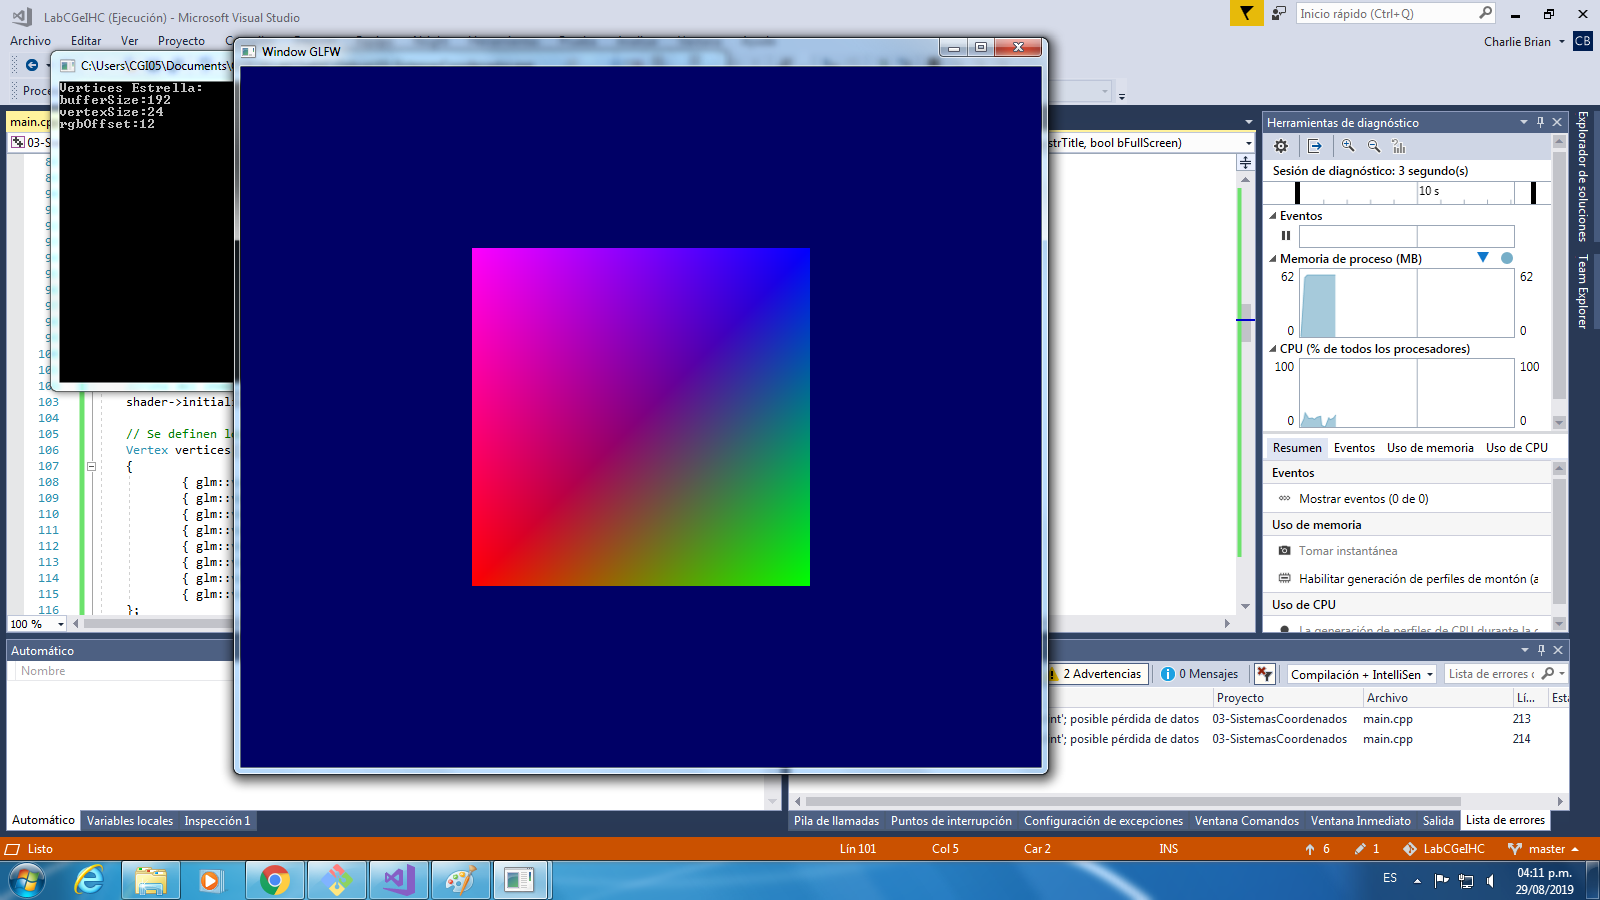 LabCGeIHC (Ejecución) - Microsoft Visual Studio
Inicio rápido (Ctrl+Q)
Archivo Editar Ver Proyecto
Charlie Brian CB
Window GLFW
C:\Users\CGI05\Documents\
Proce
Vertices Estrella:
bufferSize:192
vertexSize:24
rgbOffset:12
main.cp
03-S
strTitle, bool bFullScreen)
103 shader->initiali
104
105 // Se definen lo
106 Vertex vertices
107 {
108 { glm::v
109 { glm::v
110 { glm::v
111 { glm::v
112 { glm::v
113 { glm::v
114 { glm::v
115 { glm::v
116 };
100 %
Herramientas de diagnóstico
Sesión de diagnóstico: 3 segundo(s)
10 s
Eventos
Memoria de proceso (MB)
62 62
0 0
CPU (% de todos los procesadores)
100 100
0 0
Resumen Eventos Uso de memoria Uso de CPU
Eventos
Mostrar eventos (0 de 0)
Uso de memoria
Tomar instantánea
Habilitar generación de perfiles de montón (a
Uso de CPU
La generación de perfiles de CPU durante la
Explorador de soluciones
Team Explorer
Automático
Nombre
2 Advertencias
0 Mensajes
Compilación + IntelliSen
Lista de errores
Proyecto Archivo Lí... Esta
nt'; posible pérdida de datos 03-SistemasCoordenados main.cpp 213
nt'; posible pérdida de datos 03-SistemasCoordenados main.cpp 214
Automático Variables locales Inspección 1
Pila de llamadas Puntos de interrupción Configuración de excepciones Ventana Comandos Ventana Inmediato Salida Lista de errores
Listo
Lín 101 Col 5 Car 2 INS
6 1 LabCGeIHC master
ES
04:11 p.m.
29/08/2019